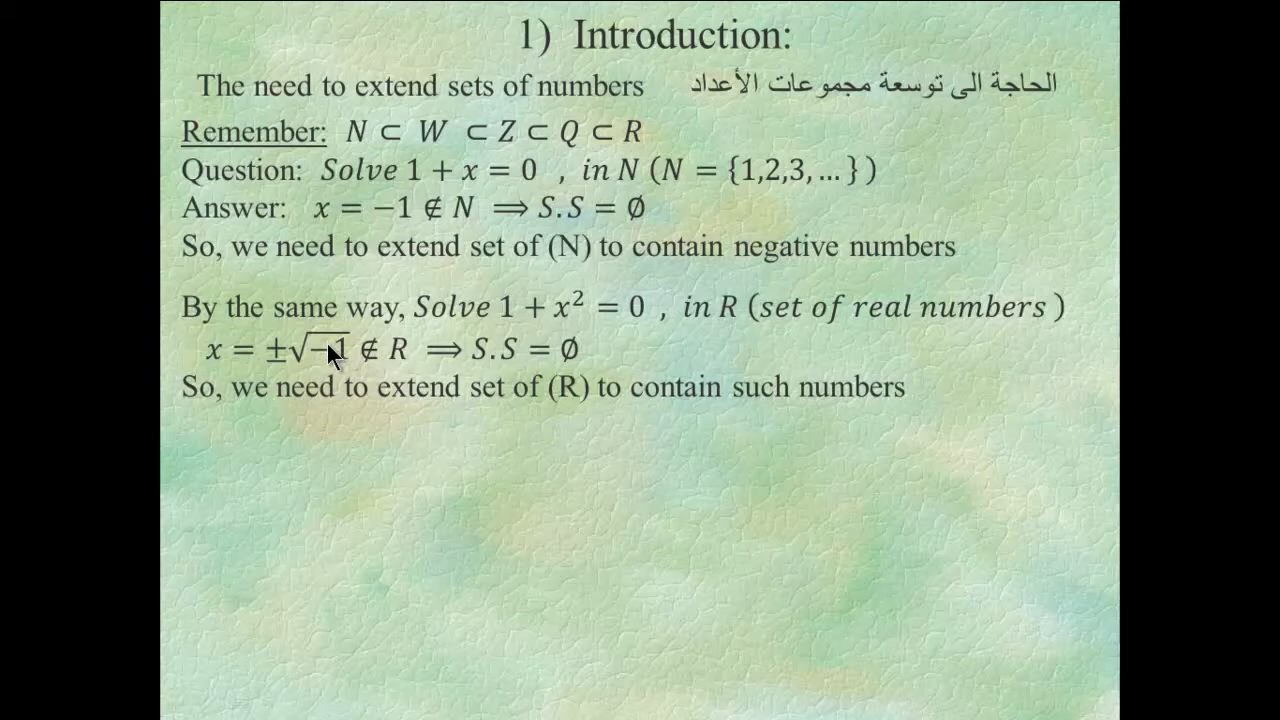 1) Introduction:
The need to extend sets of numbers الحاجة الى توسعة مجموعات الأعداد
Remember: N ⊂ W ⊂ Z ⊂ Q ⊂ R
Question: Solve 1 + x = 0 , in N (N = {1,2,3, … } )
Answer: x = −1 ∉ N ⟹ S.S = ∅
So, we need to extend set of (N) to contain negative numbers
By the same way, Solve 1 + x² = 0 , in R (set of real numbers )
x = ±√−1 ∉ R ⟹ S.S = ∅
So, we need to extend set of (R) to contain such numbers